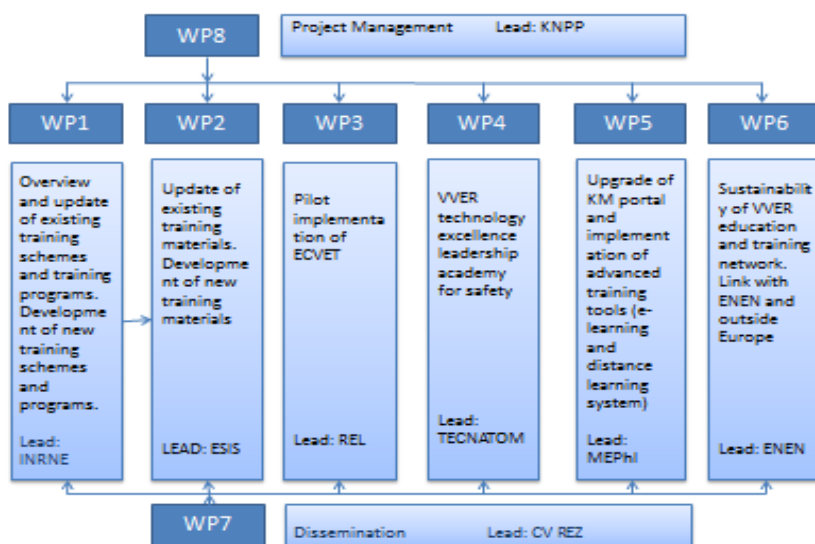 WP8
Project Management Lead: KNPP
WP1
WP2
WP3
WP4
WP5
WP6
Overview
and update
of existing
training
schemes
and training
programs.
Developme
nt of new
training
schemes
and
programs.
Lead:
INRNE
Update of
existing
training
materials.
Developme
nt of new
training
materials
LEAD: ESIS
Pilot
implementa
tion of
ECVET
Lead: REL
VVER
technology
excellence
leadership
academy
for safety
Lead:
TECNATOM
Upgrade of
KM portal
and
implement
ation of
advanced
training
tools (e-
learning
and
distance
learning
system)
Lead:
MEPhI
Sustainabilit
y of VVER
education
and training
network.
Link with
ENEN and
outside
Europe
Lead: ENEN
WP7
Dissemination Lead: CV REZ